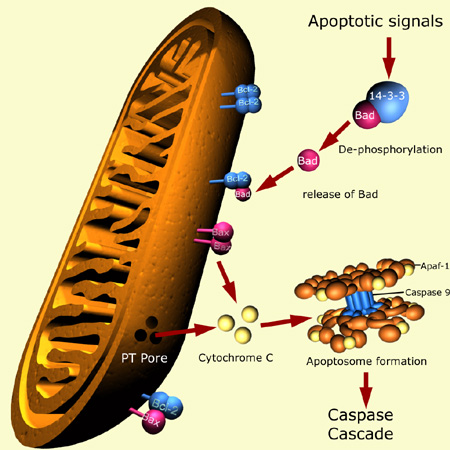 Apoptotic signals
14-3-3
Bad
De-phosphorylation
Bad
release of Bad
Bcl-2
Bcl-2
Bcl-2
Bad
Bax
Bax
Apaf-1
Caspase 9
PT Pore
Cytochrome C
Apoptosome formation
Bcl-2
Bax
Caspase
Cascade